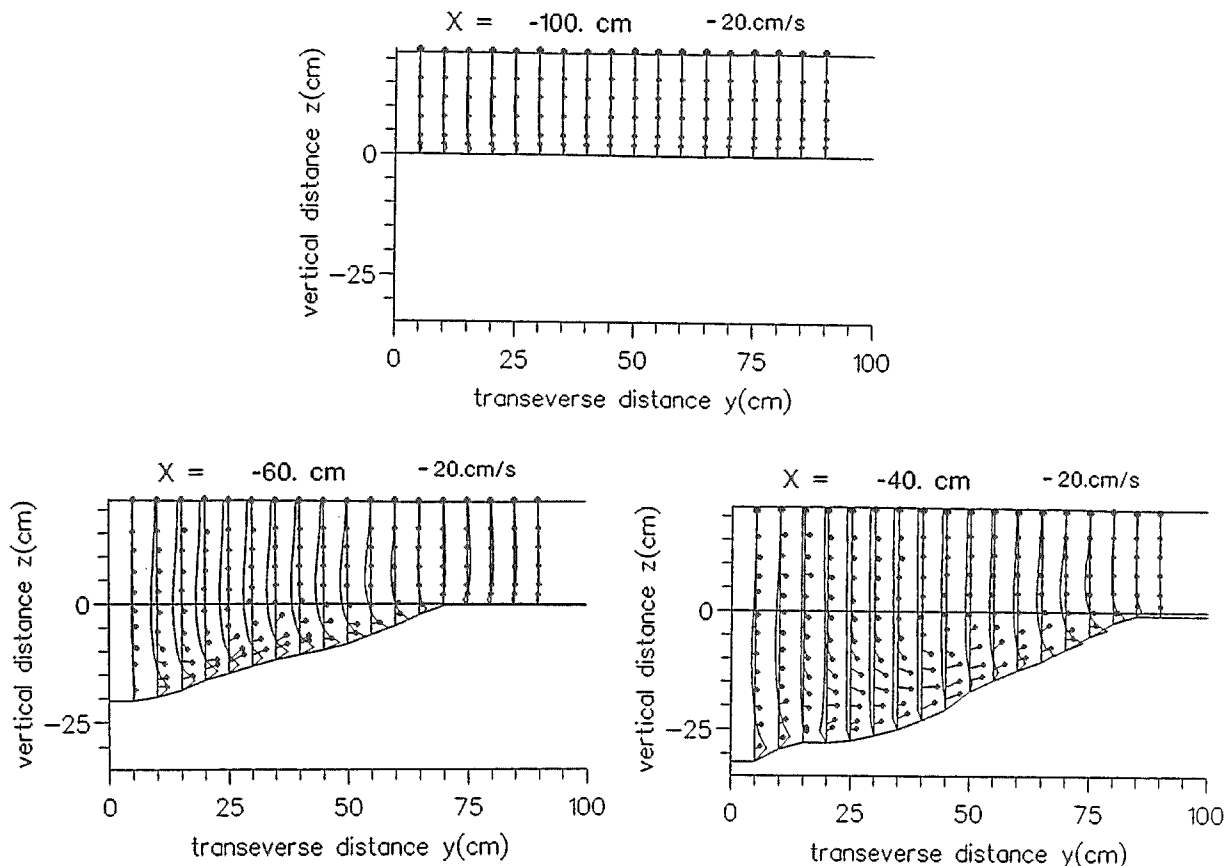 X = -100. cm -20.cm/s
vertical distance z(cm)
0
−25
0 25 50 75 100
transeverse distance y(cm)
X = -60. cm -20.cm/s
vertical distance z(cm)
0
−25
0 25 50 75 100
transeverse distance y(cm)
X = -40. cm -20.cm/s
vertical distance z(cm)
0
−25
0 25 50 75 100
transeverse distance y(cm)